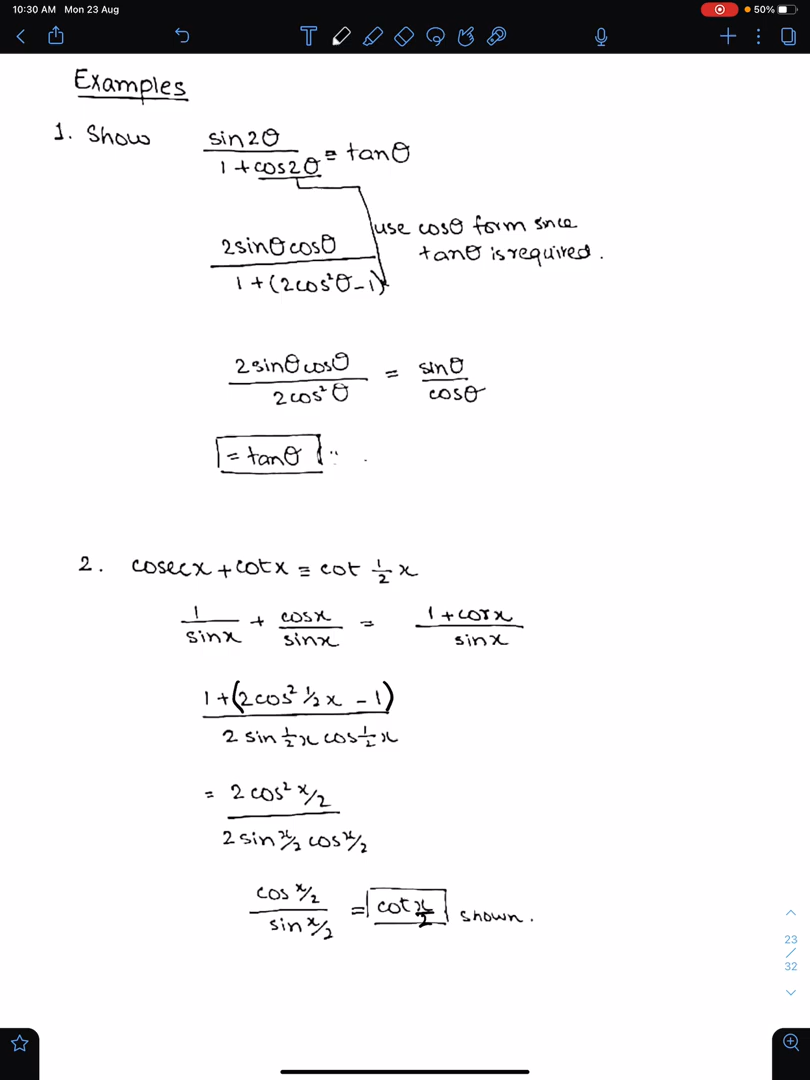 10:30 AM Mon 23 Aug 50%
Examples
1. Show sin2θ / 1 + cos2θ = tanθ
use cosθ form snce
tanθ is required.
2sinθcosθ / 1 + (2cos²θ - 1)
2sinθcosθ / 2cos²θ = sinθ / cosθ
= tanθ
2. cosecx + cotx ≡ cot ½x
1/sinx + cosx/sinx = 1 + cosx / sinx
1 + (2cos² ½x - 1) / 2 sin ½x cos ½x
= 2cos² x/2 / 2 sin x/2 cos x/2
cos x/2 / sin x/2 = cot x/2 shown.
23
/
32